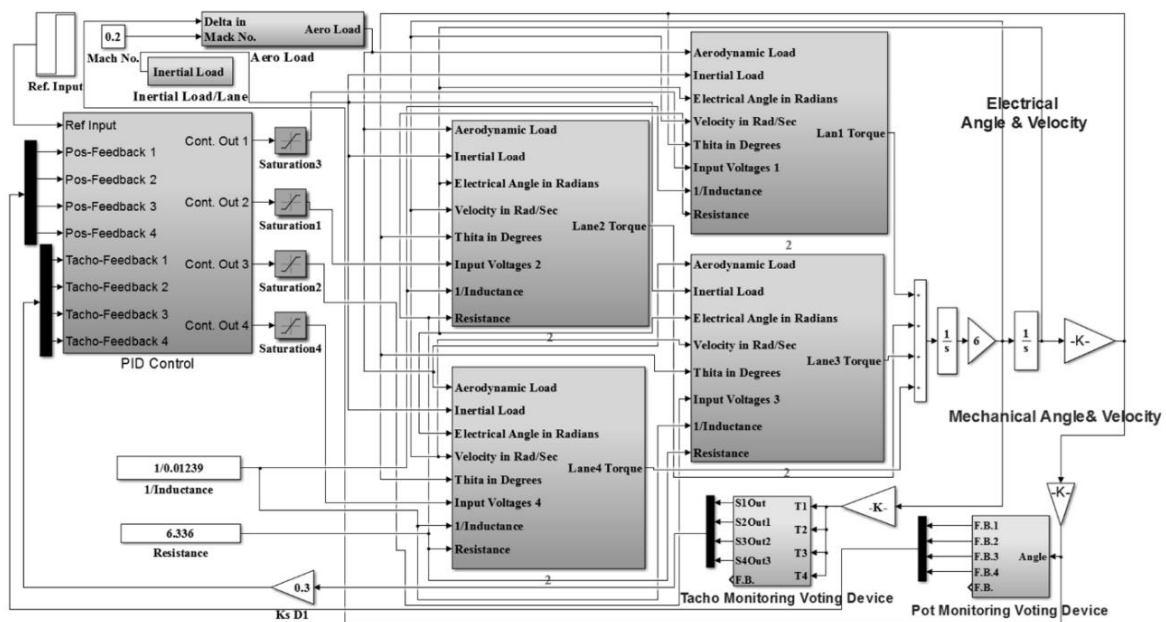 Ref. Input
0.2
Mach No.
Delta in
Mack No.
Aero Load
Aero Load
Inertial Load
Inertial Load/Lane
Ref Input
Pos-Feedback 1
Pos-Feedback 2
Pos-Feedback 3
Pos-Feedback 4
Tacho-Feedback 1
Tacho-Feedback 2
Tacho-Feedback 3
Tacho-Feedback 4
Cont. Out 1
Cont. Out 2
Cont. Out 3
Cont. Out 4
PID Control
Saturation3
Saturation1
Saturation2
Saturation4
Aerodynamic Load
Inertial Load
Electrical Angle in Radians
Velocity in Rad/Sec
Thita in Degrees
Input Voltages 2
1/Inductance
Resistance
Lane2 Torque
2
Aerodynamic Load
Inertial Load
Electrical Angle in Radians
Velocity in Rad/Sec
Thita in Degrees
Input Voltages 4
1/Inductance
Resistance
Lane4 Torque
2
Aerodynamic Load
Inertial Load
Electrical Angle in Radians
Velocity in Rad/Sec
Thita in Degrees
Input Voltages 1
1/Inductance
Resistance
Lan1 Torque
2
Aerodynamic Load
Inertial Load
Electrical Angle in Radians
Velocity in Rad/Sec
Thita in Degrees
Input Voltages 3
1/Inductance
Resistance
Lane3 Torque
2
Electrical
Angle & Velocity
1
s
6
1
s
-K-
Mechanical Angle& Velocity
-K-
-K-
1/0.01239
1/Inductance
6.336
Resistance
0.3
Ks D1
S1Out
S2Out1
S3Out2
S4Out3
F.B.
T1
T2
T3
T4
Tacho Monitoring Voting Device
F.B.1
F.B.2
F.B.3
F.B.4
F.B.
Angle
Pot Monitoring Voting Device